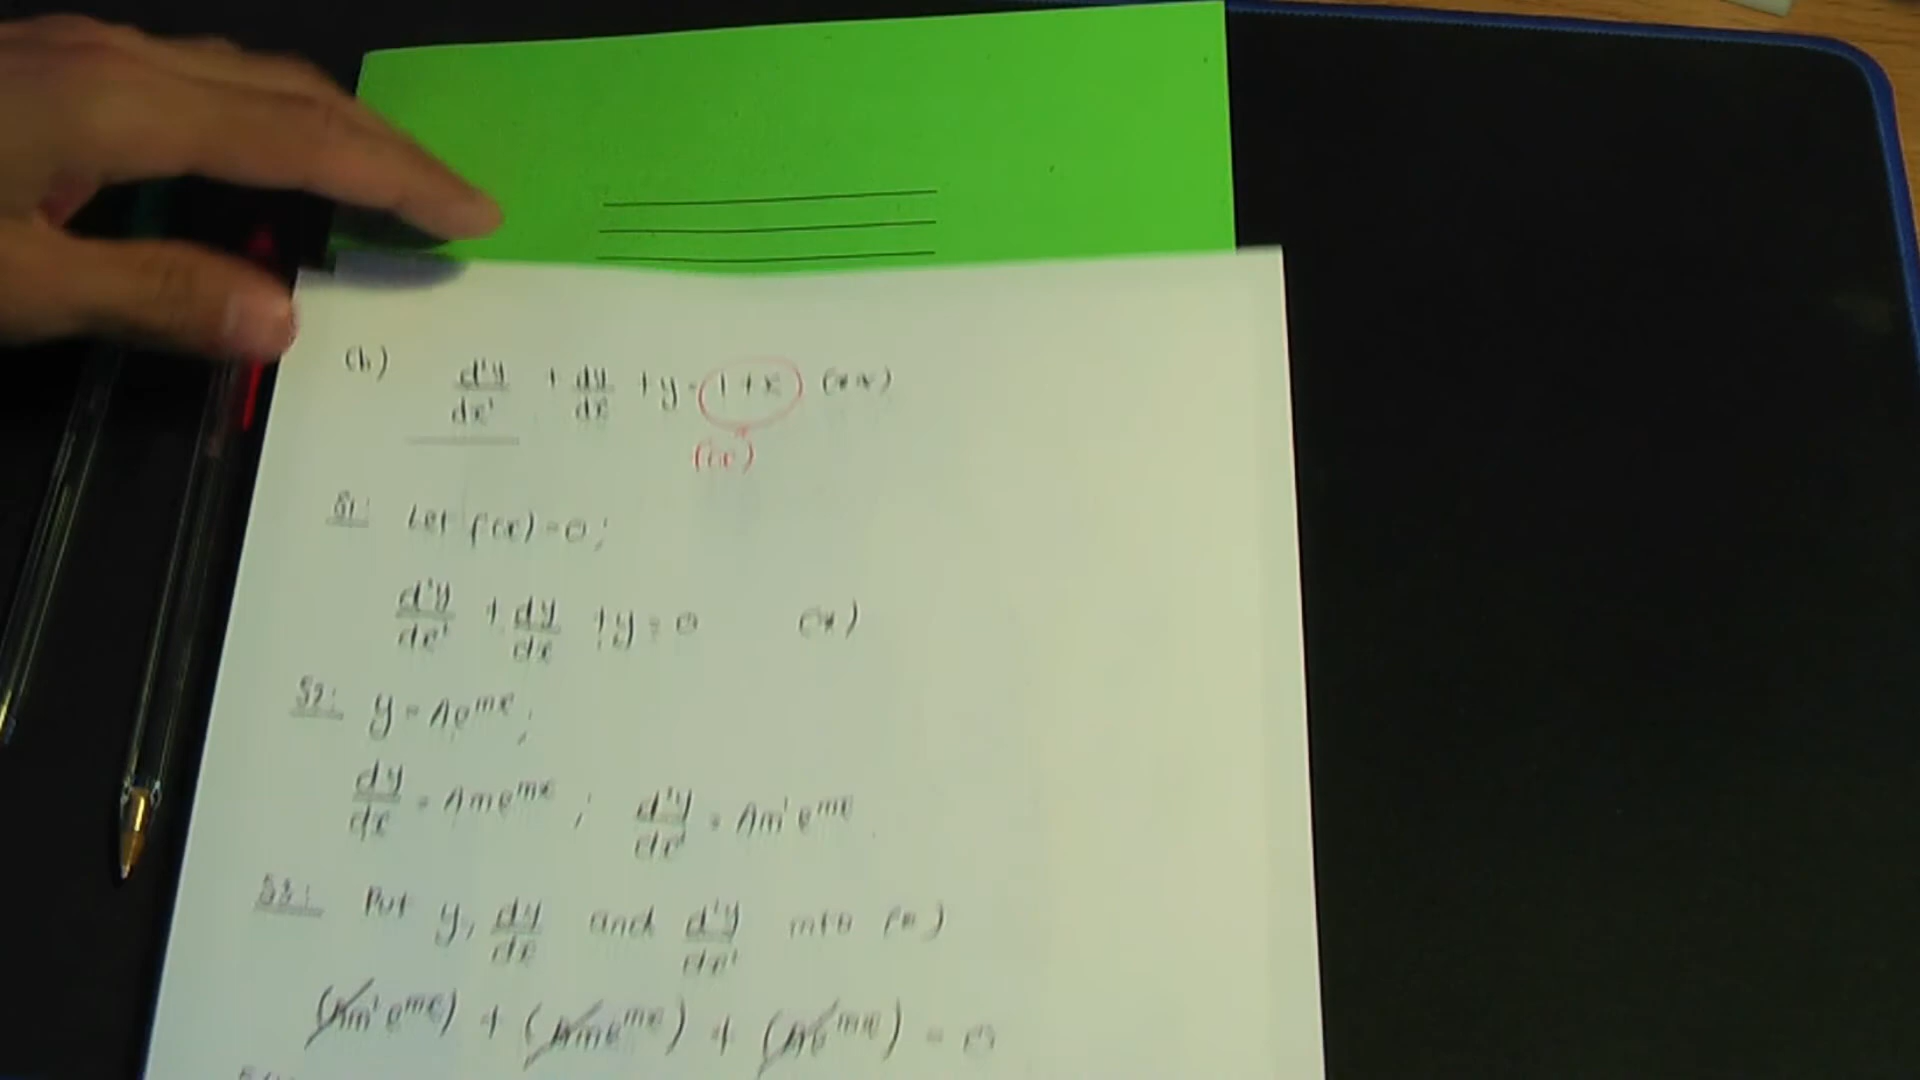 (b) d²y/dx² + dy/dx + y = 1 + x (**)
f(x)
S1: Let f(x) = 0;
d²y/dx² + dy/dx + y = 0 (*)
S2: y = Ae^mx;
dy/dx = Ame^mx; d²y/dx² = Am²e^mx
S3: Put y, dy/dx and d²y/dx² into (*)
(Am²e^mx) + (Ame^mx) + (Ae^mx) = 0